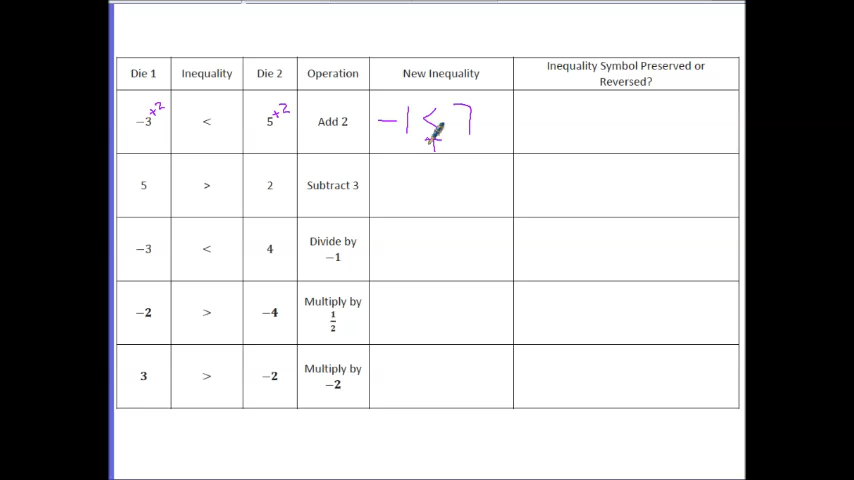 Die 1 Inequality Die 2 Operation New Inequality Inequality Symbol Preserved or Reversed?
−3 +2 < 5 +2 Add 2 −1 < 7
5 > 2 Subtract 3
−3 < 4 Divide by −1
−2 > −4 Multiply by 1/2
3 > −2 Multiply by −2